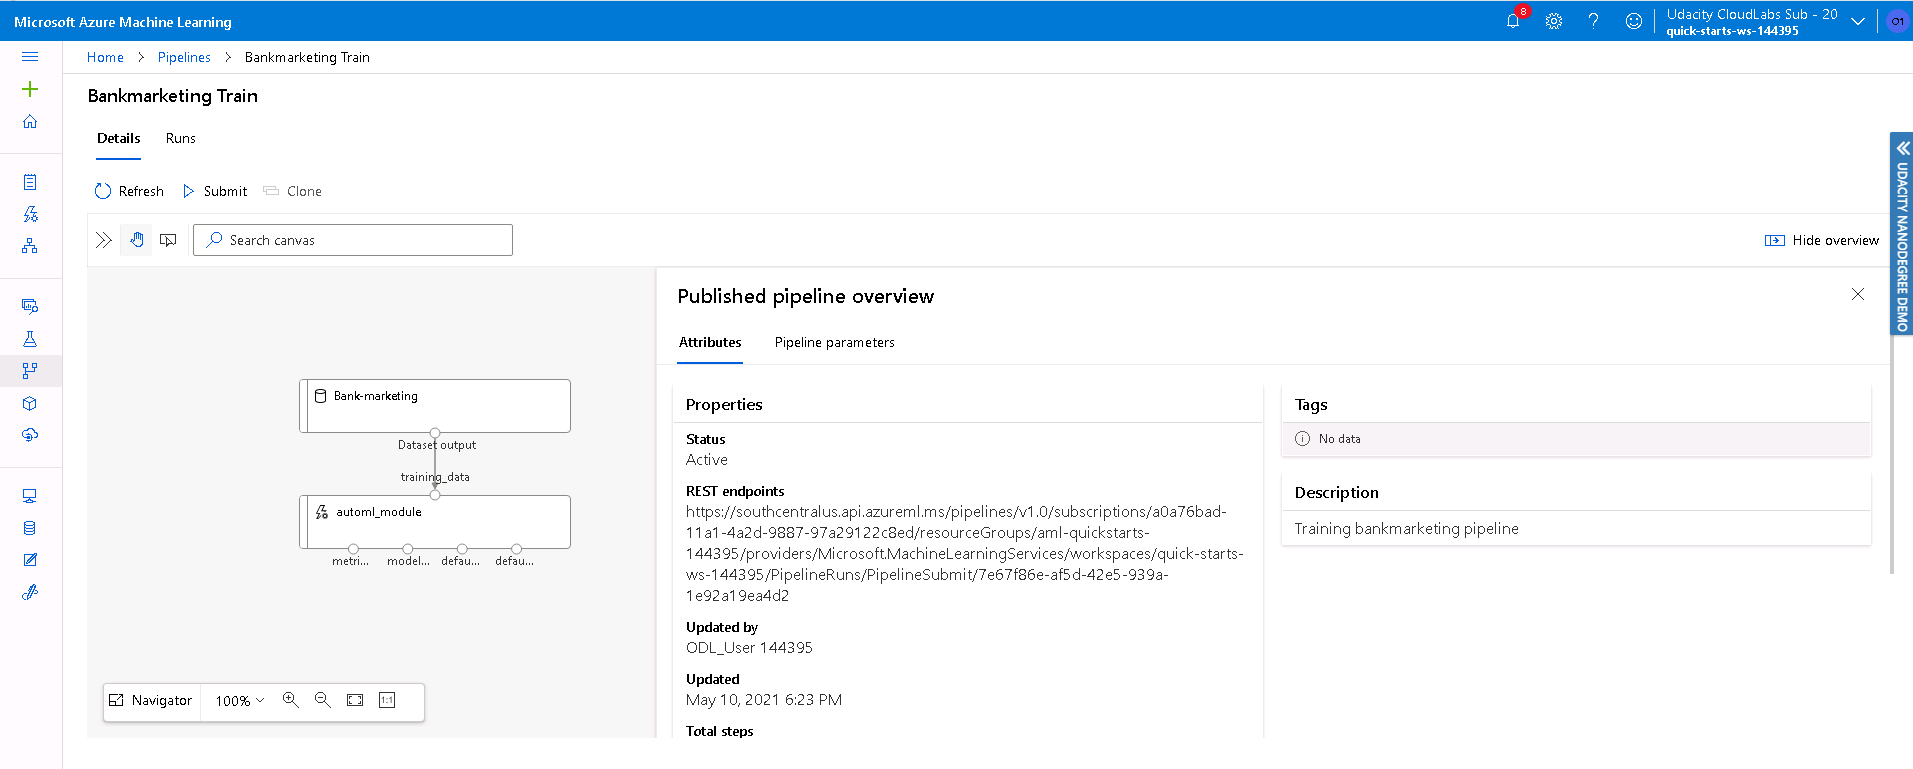 Microsoft Azure Machine Learning
8
Udacity CloudLabs Sub - 20
quick-starts-ws-144395
O1
Home > Pipelines > Bankmarketing Train
Bankmarketing Train
Details Runs
Refresh Submit Clone
Search canvas
Hide overview
UDACITY NANODEGREE DEMO
Bank-marketing
Dataset output
training_data
automl_module
metri... model... defau... defau...
Navigator 100% 1:1
Published pipeline overview
Attributes Pipeline parameters
Properties
Status
Active
REST endpoints
https://southcentralus.api.azureml.ms/pipelines/v1.0/subscriptions/a0a76bad-
11a1-4a2d-9887-97a29122c8ed/resourceGroups/aml-quickstarts-
144395/providers/Microsoft.MachineLearningServices/workspaces/quick-starts-
ws-144395/PipelineRuns/PipelineSubmit/7e67f86e-af5d-42e5-939a-
1e92a19ea4d2
Updated by
ODL_User 144395
Updated
May 10, 2021 6:23 PM
Total steps
Tags
No data
Description
Training bankmarketing pipeline